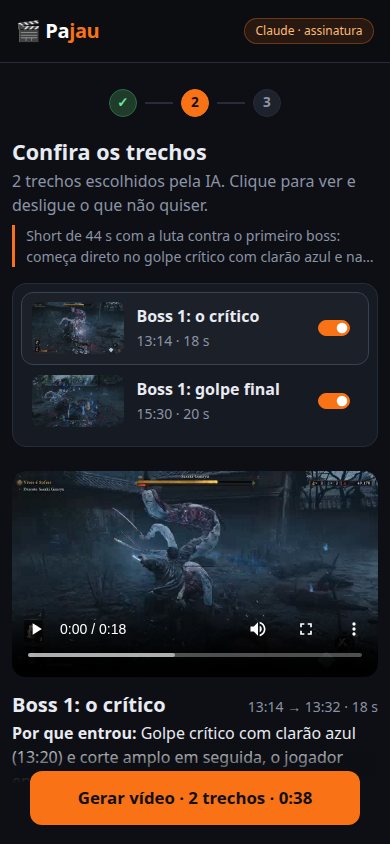 Pajau
Claude · assinatura
✓ 2 3
Confira os trechos
2 trechos escolhidos pela IA. Clique para ver e
desligue o que não quiser.
Short de 44 s com a luta contra o primeiro boss:
começa direto no golpe crítico com clarão azul e na…
Boss 1: o crítico
13:14 · 18 s
Boss 1: golpe final
15:30 · 20 s
0:00 / 0:18
Boss 1: o crítico
13:14 → 13:32 · 18 s
Por que entrou: Golpe crítico com clarão azul
(13:20) e corte amplo em seguida, o jogador
Gerar vídeo · 2 trechos · 0:38